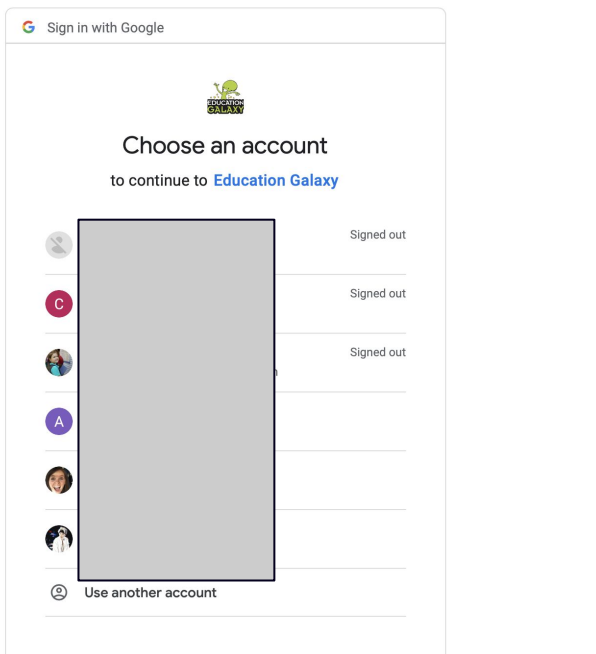 Sign in with Google
EDUCATION
GALAXY
Choose an account
to continue to Education Galaxy
Signed out
C
Signed out
Signed out
A
Use another account